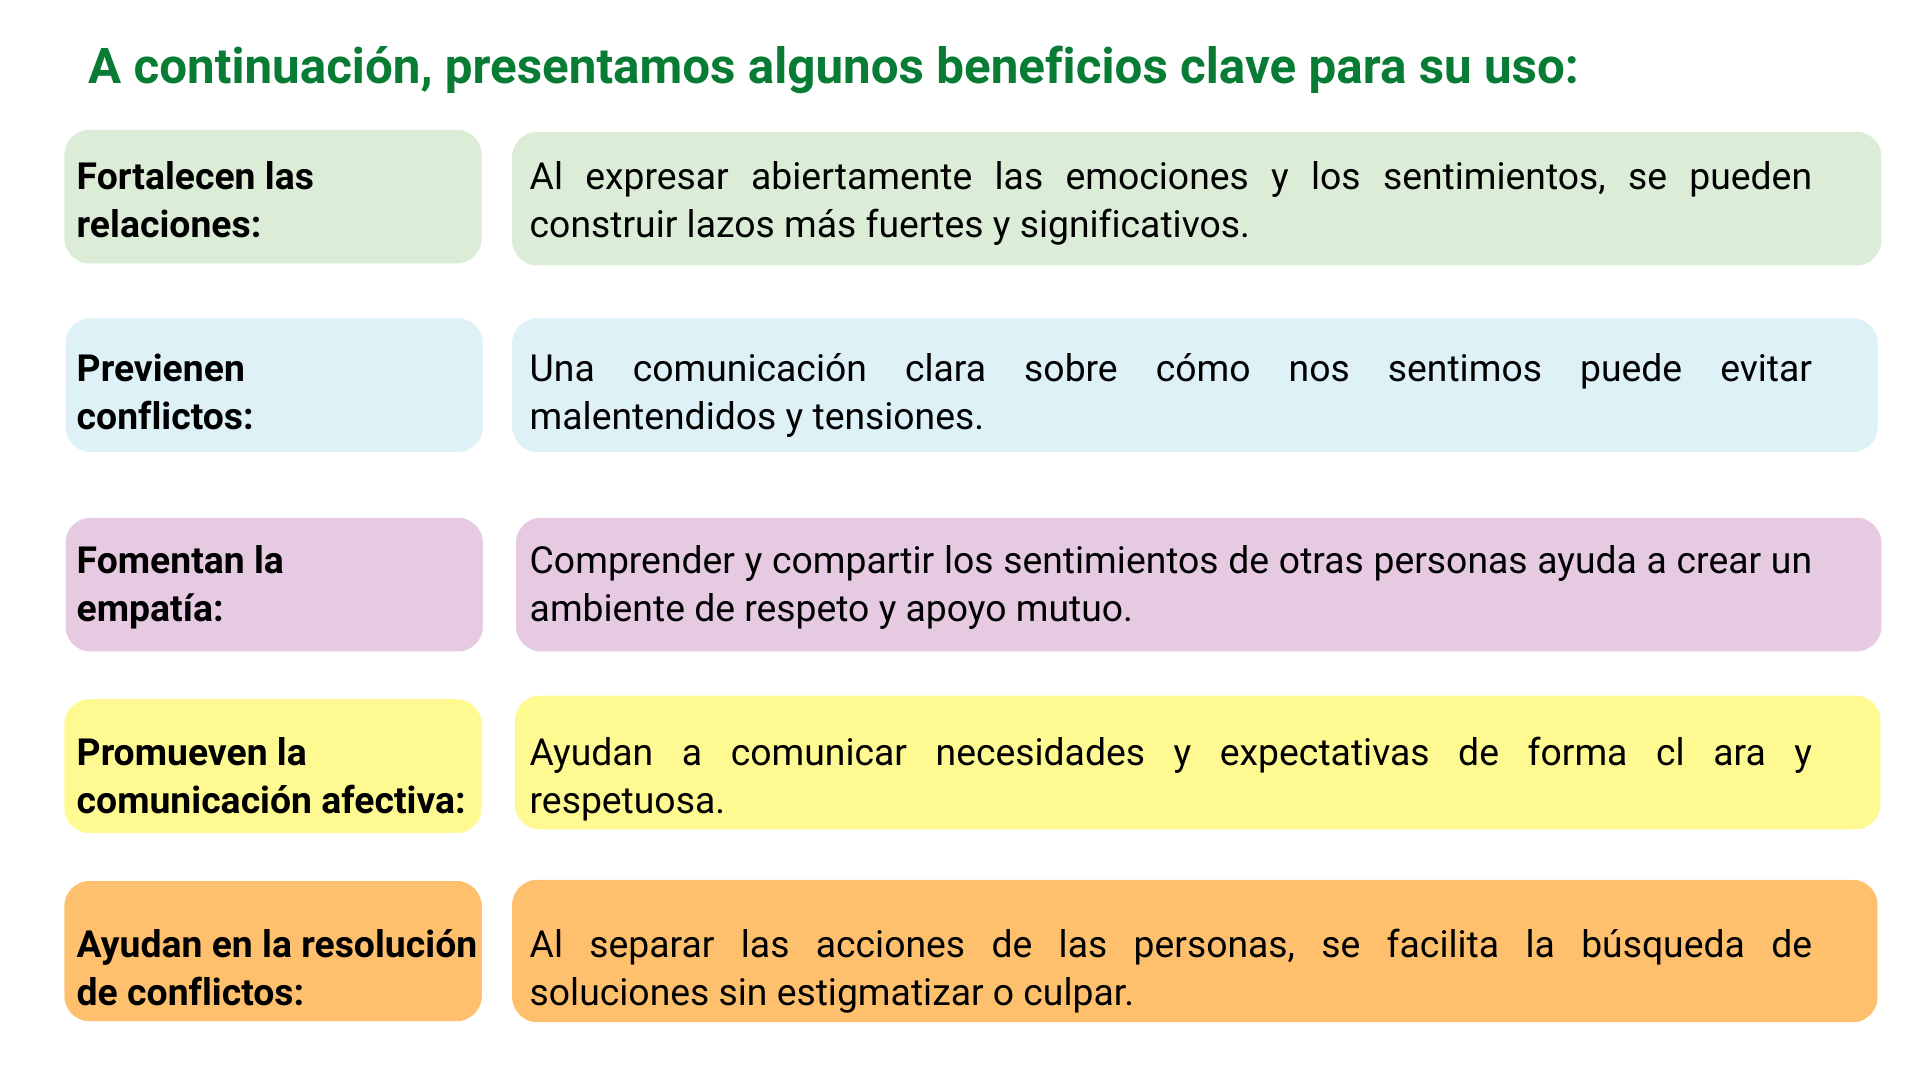 A continuación, presentamos algunos beneficios clave para su uso:
Fortalecen las
relaciones:
Al expresar abiertamente las emociones y los sentimientos, se pueden
construir lazos más fuertes y significativos.
Previenen
conflictos:
Una comunicación clara sobre cómo nos sentimos puede evitar
malentendidos y tensiones.
Fomentan la
empatía:
Comprender y compartir los sentimientos de otras personas ayuda a crear un
ambiente de respeto y apoyo mutuo.
Promueven la
comunicación afectiva:
Ayudan a comunicar necesidades y expectativas de forma cl ara y
respetuosa.
Ayudan en la resolución
de conflictos:
Al separar las acciones de las personas, se facilita la búsqueda de
soluciones sin estigmatizar o culpar.